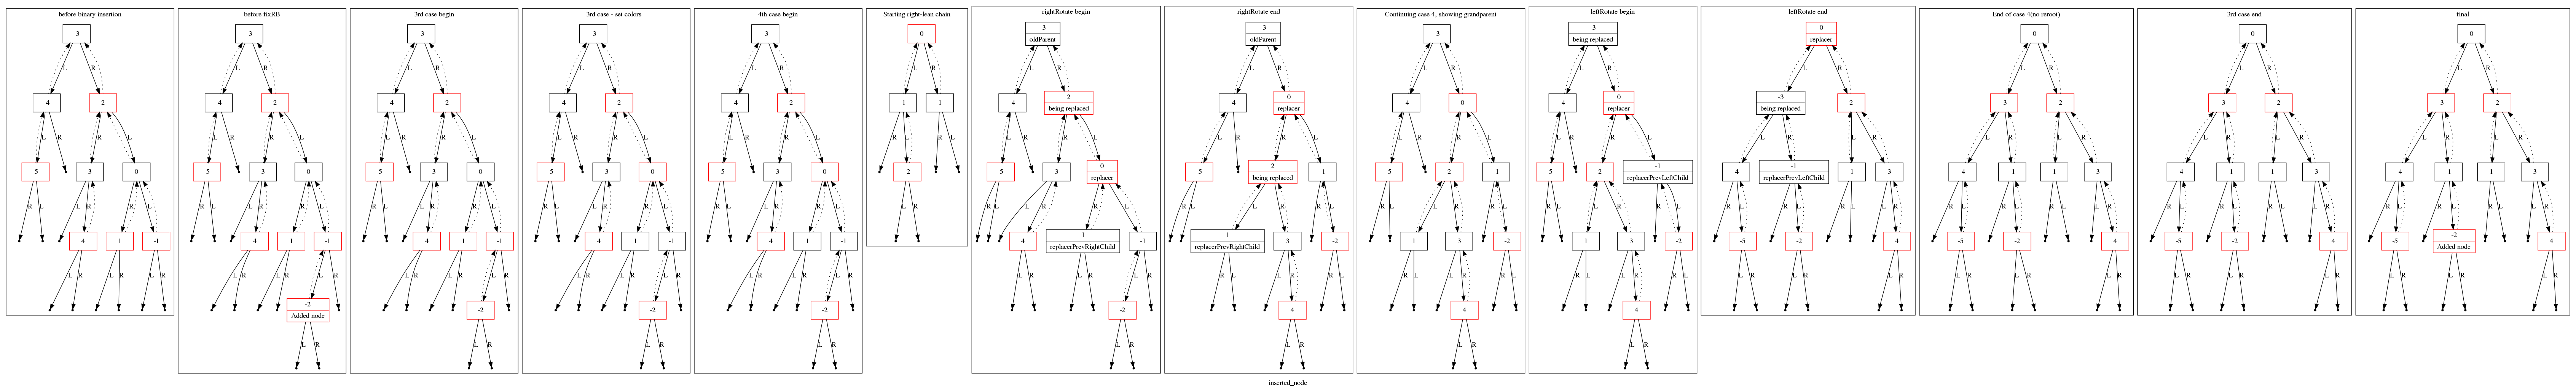 before binary insertion
-3
L R
-4 2
L R R L
-5 3 0
R L L R R L
4 1 -1
L R L R L R
before fixRB
-3
L R
-4 2
L R R L
-5 3 0
R L L R R L
4 1 -1
L R L R L R
-2
Added node
L R
3rd case begin
-3
L R
-4 2
L R R L
-5 3 0
R L L R R L
4 1 -1
L R L R L R
-2
L R
3rd case - set colors
-3
L R
-4 2
L R R L
-5 3 0
R L L R R L
4 1 -1
L R L R L R
-2
L R
4th case begin
-3
L R
-4 2
L R R L
-5 3 0
R L L R R L
4 1 -1
L R L R L R
-2
L R
Starting right-lean chain
0
L R
-1 1
R L R L
-2
L R
rightRotate begin
-3
oldParent
L R
-4 2
being replaced
L R R L
-5 3 0
replacer
R L L R R L
4 1 -1
replacerPrevRightChild
L R L R L R
-2
L R
rightRotate end
-3
oldParent
L R
-4 0
replacer
L R R L
-5 2 -1
being replaced
R L L R R L
1 3 -2
replacerPrevRightChild
R L L R R L
4
L R
Continuing case 4, showing grandparent
-3
L R
-4 0
L R R L
-5 2 -1
R L L R R L
1 3 -2
R L L R R L
4
L R
leftRotate begin
-3
being replaced
L R
-4 0
replacer
L R R L
-5 2 -1
replacerPrevLeftChild
R L L R R L
1 3 -2
R L L R R L
4
L R
leftRotate end
0
replacer
L R
-3 2
being replaced
L R L R
-4 -1 1 3
replacerPrevLeftChild
R L R L R L L R
-5 -2 4
L R L R L R
End of case 4(no reroot)
0
L R
-3 2
L R L R
-4 -1 1 3
R L R L R L L R
-5 -2 4
L R L R L R
3rd case end
0
L R
-3 2
L R L R
-4 -1 1 3
R L R L R L L R
-5 -2 4
L R L R L R
final
0
L R
-3 2
L R L R
-4 -1 1 3
R L R L R L L R
-5 -2 4
Added node
L R L R L R
inserted_node